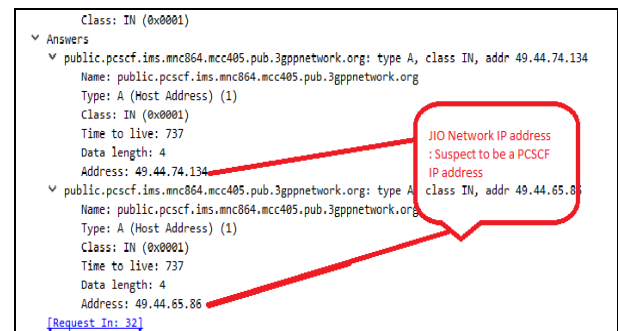 Class: IN (0x0001)
Answers
public.pcscf.ims.mnc864.mcc405.pub.3gppnetwork.org: type A, class IN, addr 49.44.74.134
Name: public.pcscf.ims.mnc864.mcc405.pub.3gppnetwork.org
Type: A (Host Address) (1)
Class: IN (0x0001)
Time to live: 737
Data length: 4
Address: 49.44.74.134
public.pcscf.ims.mnc864.mcc405.pub.3gppnetwork.org: type A, class IN, addr 49.44.65.86
Name: public.pcscf.ims.mnc864.mcc405.pub.3gppnetwork.org
Type: A (Host Address) (1)
Class: IN (0x0001)
Time to live: 737
Data length: 4
Address: 49.44.65.86
[Request In: 32]
JIO Network IP address
: Suspect to be a PCSCF
IP address